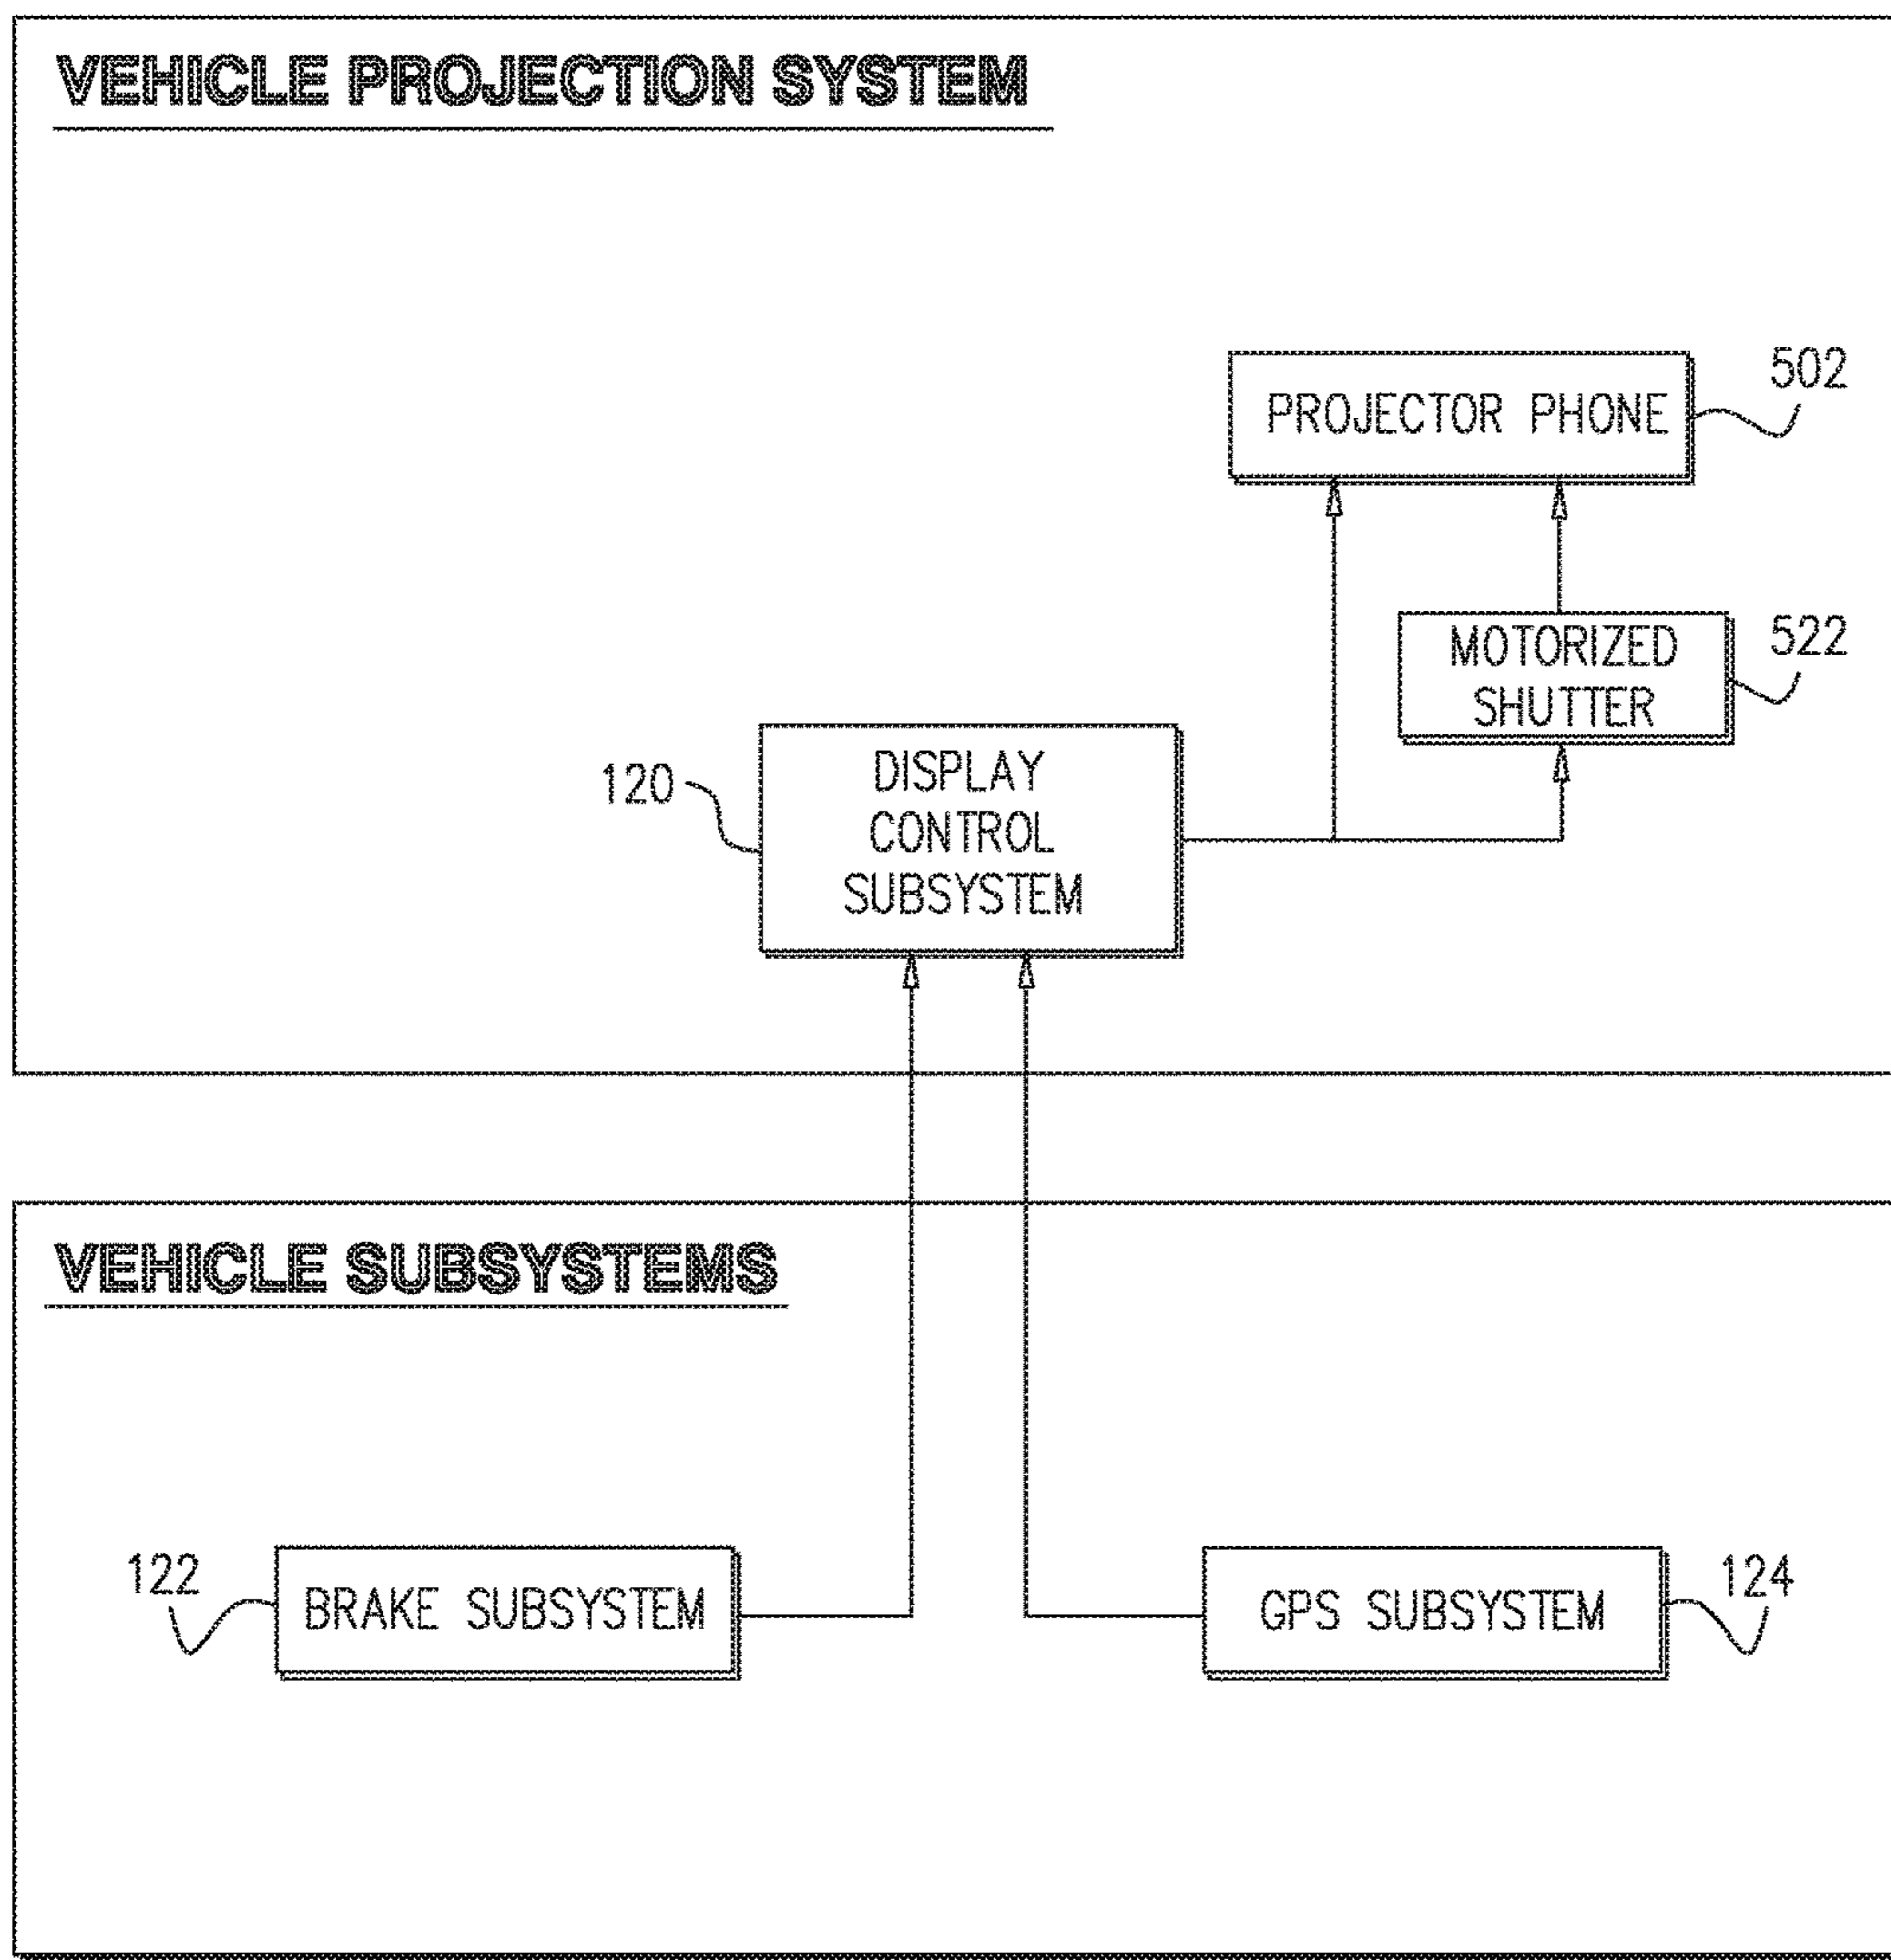 VEHICLE PROJECTION SYSTEM
502
PROJECTOR PHONE
522
MOTORIZED
SHUTTER
120
DISPLAY
CONTROL
SUBSYSTEM
VEHICLE SUBSYSTEMS
122
BRAKE SUBSYSTEM
GPS SUBSYSTEM
124